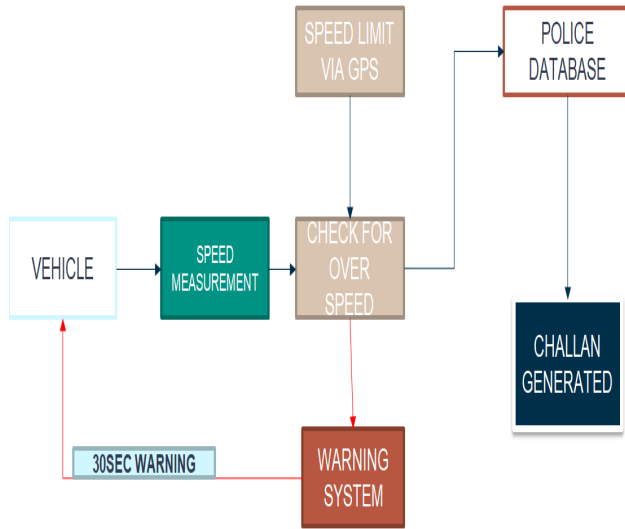 SPEED LIMIT
VIA GPS
POLICE
DATABASE
VEHICLE
SPEED
MEASUREMENT
CHECK FOR
OVER
SPEED
CHALLAN
GENERATED
30SEC WARNING
WARNING
SYSTEM